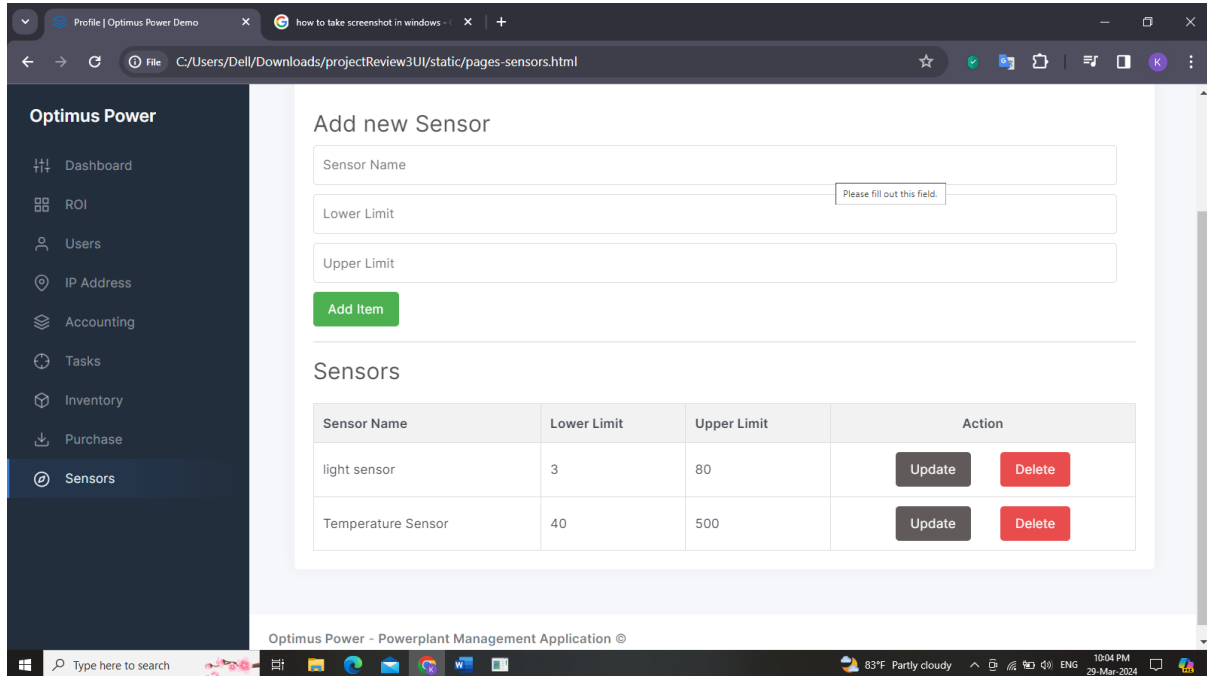 Profile | Optimus Power Demo
how to take screenshot in windows -
File C:/Users/Dell/Downloads/projectReview3UI/static/pages-sensors.html
K
Optimus Power
Dashboard
ROI
Users
IP Address
Accounting
Tasks
Inventory
Purchase
Sensors
Add new Sensor
Sensor Name
Please fill out this field.
Lower Limit
Upper Limit
Add Item
Sensors
Sensor Name Lower Limit Upper Limit Action
light sensor 3 80 Update Delete
Temperature Sensor 40 500 Update Delete
Optimus Power - Powerplant Management Application ©
Type here to search
83°F Partly cloudy ENG 10:04 PM
29-Mar-2024